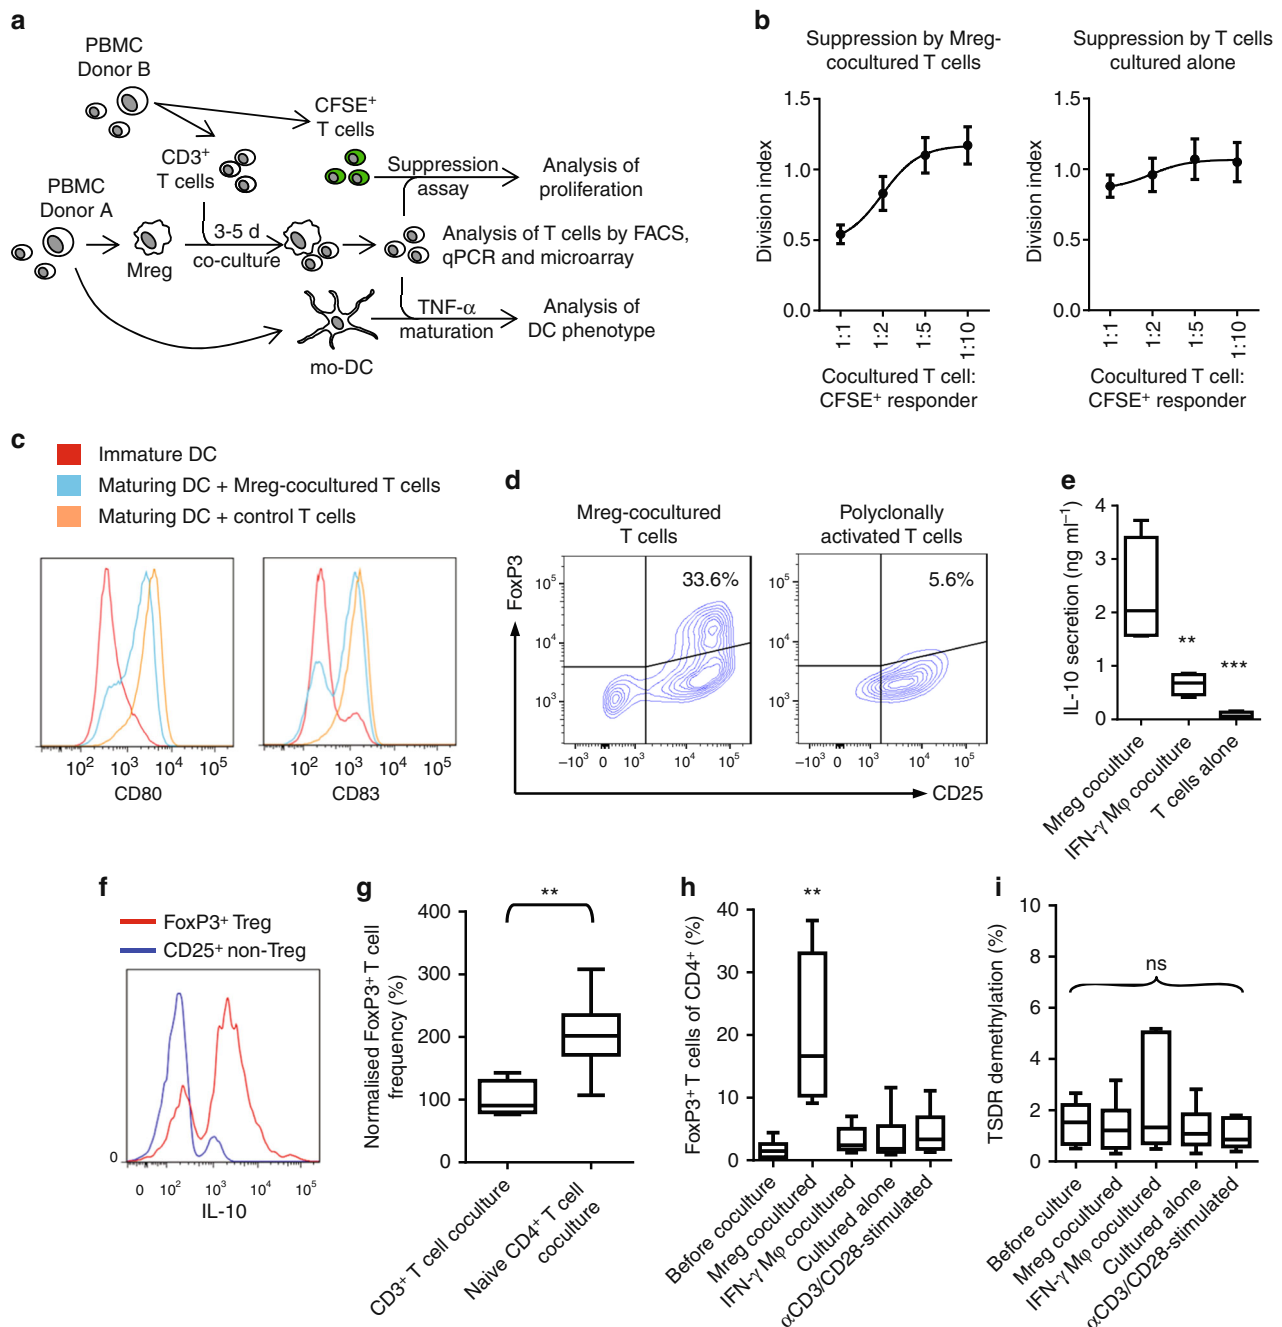 a
PBMC
Donor B
CFSE⁺
T cells
CD3⁺
T cells
Suppression
assay
Analysis of
proliferation
PBMC
Donor A
Mreg
3-5 d
co-culture
Analysis of T cells by FACS,
qPCR and microarray
TNF-α
maturation
Analysis of
DC phenotype
mo-DC
b
Suppression by Mreg-
cocultured T cells
Division index
1.5
1.0
0.5
0.0
1:1
1:2
1:5
1:10
Cocultured T cell:
CFSE⁺ responder
Suppression by T cells
cultured alone
Division index
1.5
1.0
0.5
0.0
1:1
1:2
1:5
1:10
Cocultured T cell:
CFSE⁺ responder
c
Immature DC
Maturing DC + Mreg-cocultured T cells
Maturing DC + control T cells
10² 10³ 10⁴ 10⁵
CD80
10² 10³ 10⁴ 10⁵
CD83
d
Mreg-cocultured
T cells
FoxP3
33.6%
10⁵
10⁴
10³
−10³ 0 10³ 10⁴ 10⁵
Polyclonally
activated T cells
5.6%
10⁵
10⁴
10³
−10³ 0 10³ 10⁴ 10⁵
CD25
e
IL-10 secretion (ng ml⁻¹)
4
3
2
1
0
**
***
Mreg coculture
IFN-γ Mφ coculture
T cells alone
f
FoxP3⁺ Treg
CD25⁺ non-Treg
0
0 10² 10³ 10⁴ 10⁵
IL-10
g
Normalised FoxP3⁺ T cell
frequency (%)
**
400
300
200
100
0
CD3⁺ T cell coculture
Naive CD4⁺ T cell
coculture
h
FoxP3⁺ T cells of CD4⁺ (%)
**
40
30
20
10
0
Before coculture
Mreg cocultured
IFN-γ Mφ cocultured
Cultured alone
αCD3/CD28-stimulated
i
TSDR demethylation (%)
ns
10
8
6
4
2
0
Before culture
Mreg cocultured
IFN-γ Mφ cocultured
Cultured alone
αCD3/CD28-stimulated